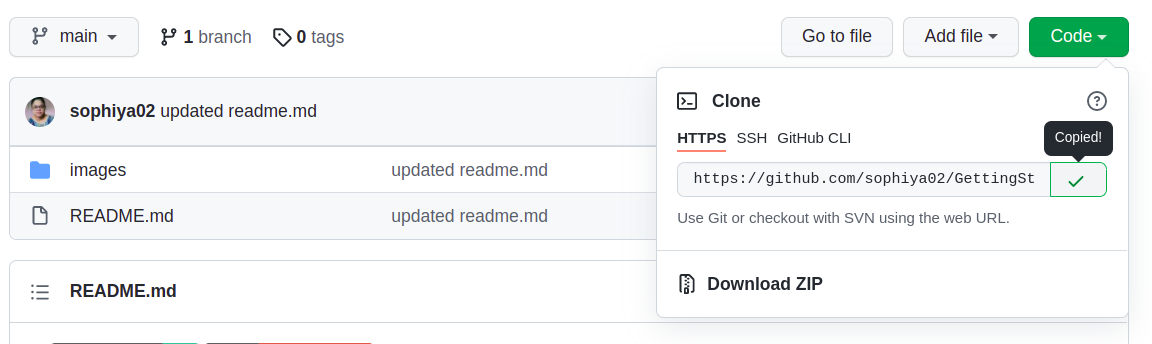 main 1 branch 0 tags Go to file Add file Code
sophiya02 updated readme.md
Clone
Copied!
HTTPS SSH GitHub CLI
images updated readme.md
https://github.com/sophiya02/GettingSt
README.md updated readme.md
Use Git or checkout with SVN using the web URL.
README.md
Download ZIP